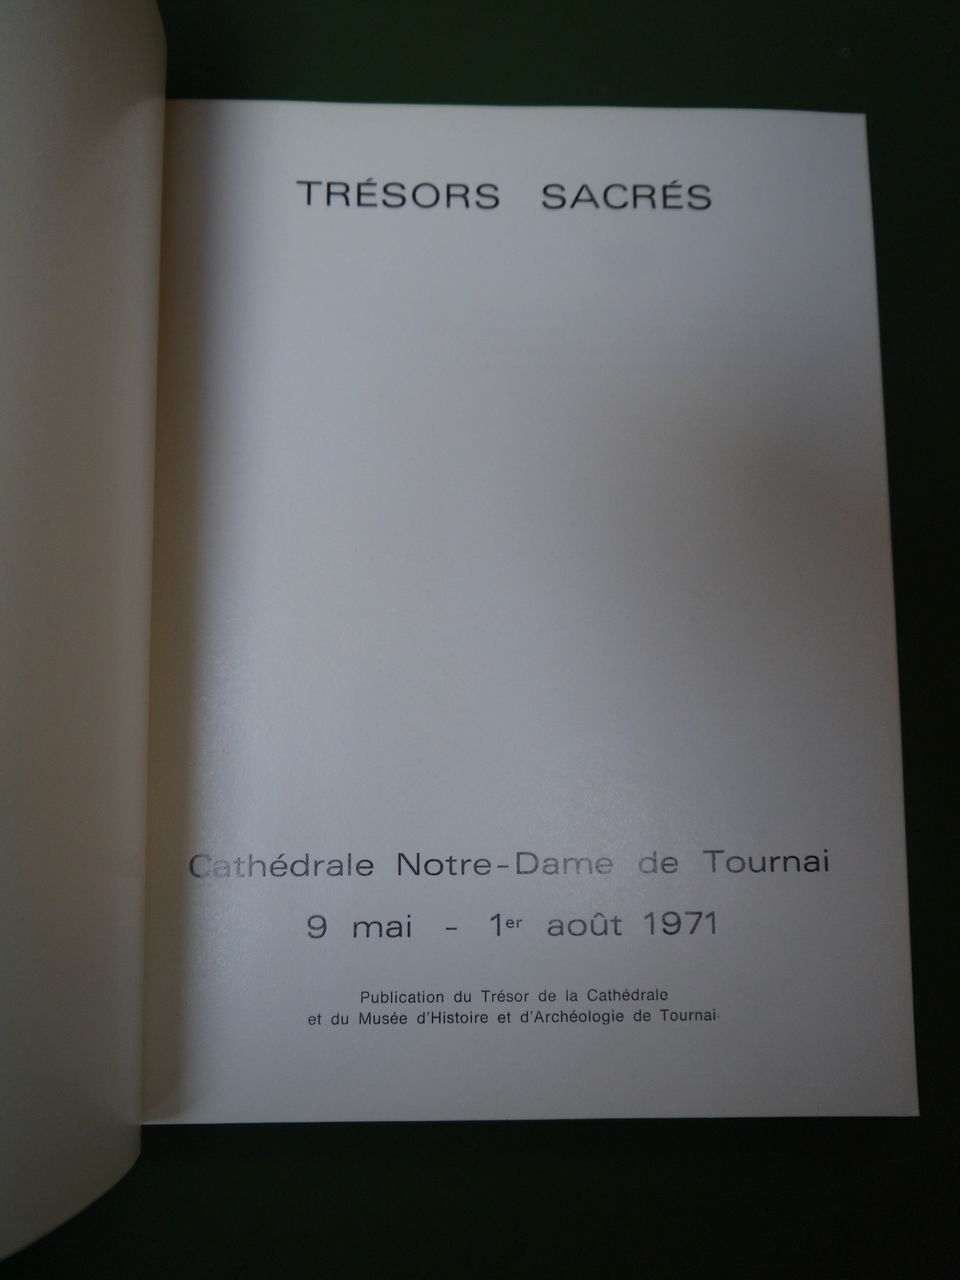 TRÉSORS SACRÉS
Cathédrale Notre-Dame de Tournai
9 mai - 1er août 1971
Publication du Trésor de la Cathédrale
et du Musée d'Histoire et d'Archéologie de Tournai.